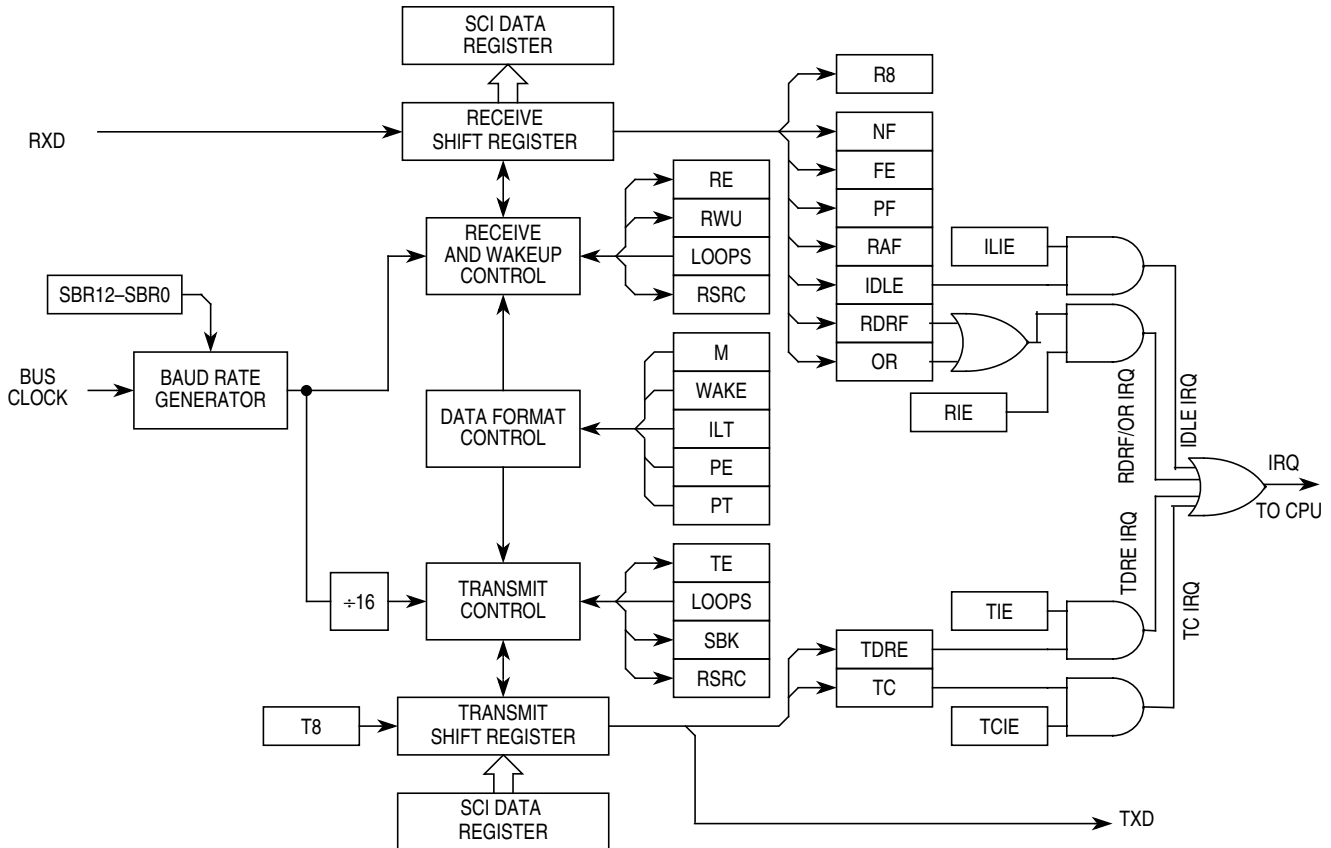 SCI DATA
REGISTER
RXD
RECEIVE
SHIFT REGISTER
R8
NF
FE
PF
RAF
IDLE
RDRF
OR
RE
RWU
LOOPS
RSRC
RECEIVE
AND WAKEUP
CONTROL
ILIE
SBR12–SBR0
BUS
CLOCK
BAUD RATE
GENERATOR
M
WAKE
ILT
PE
PT
DATA FORMAT
CONTROL
RIE
RDRF/OR IRQ
IDLE IRQ
IRQ
TO CPU
TDRE IRQ
TC IRQ
÷16
TRANSMIT
CONTROL
TE
LOOPS
SBK
RSRC
TIE
TDRE
TC
TCIE
T8
TRANSMIT
SHIFT REGISTER
SCI DATA
REGISTER
TXD